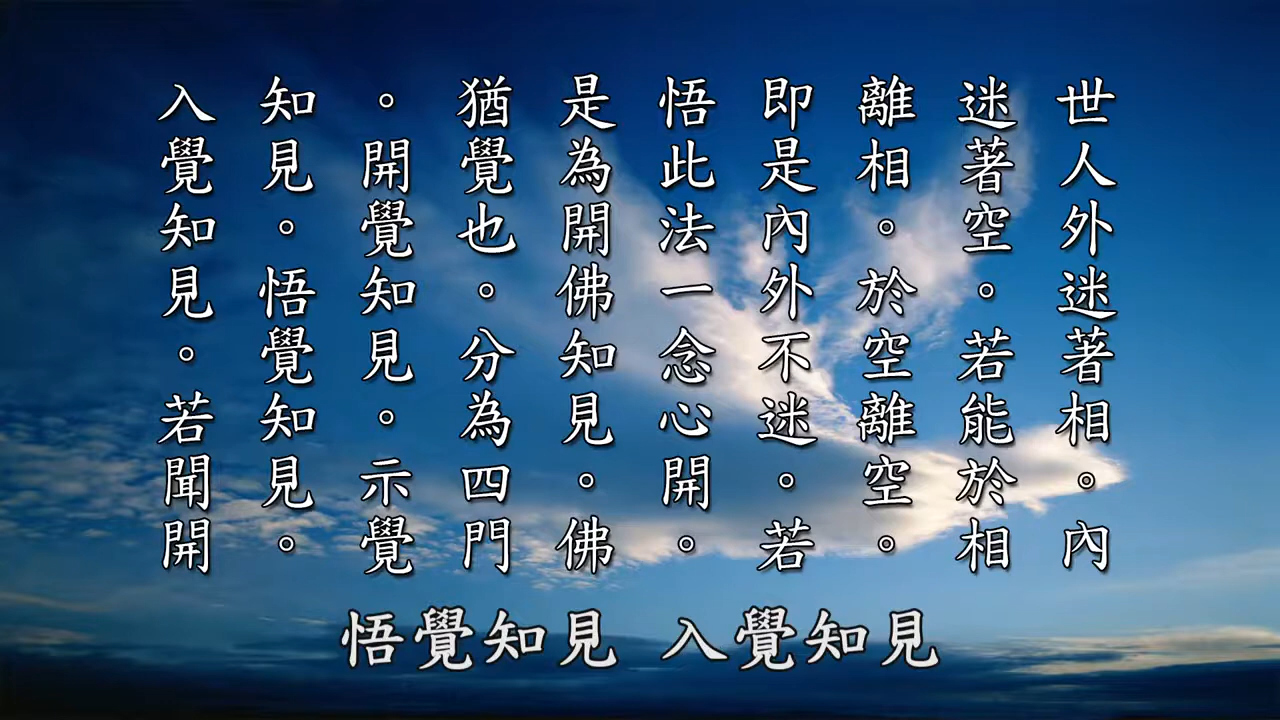 世人外迷著相。內
迷著空。若能於相
離相。於空離空。
即是內外不迷。若
悟此法一念心開。
是為開佛知見。佛
猶覺也。分為四門
。開覺知見。示覺
知見。悟覺知見。
入覺知見。若聞開
悟覺知見 入覺知見